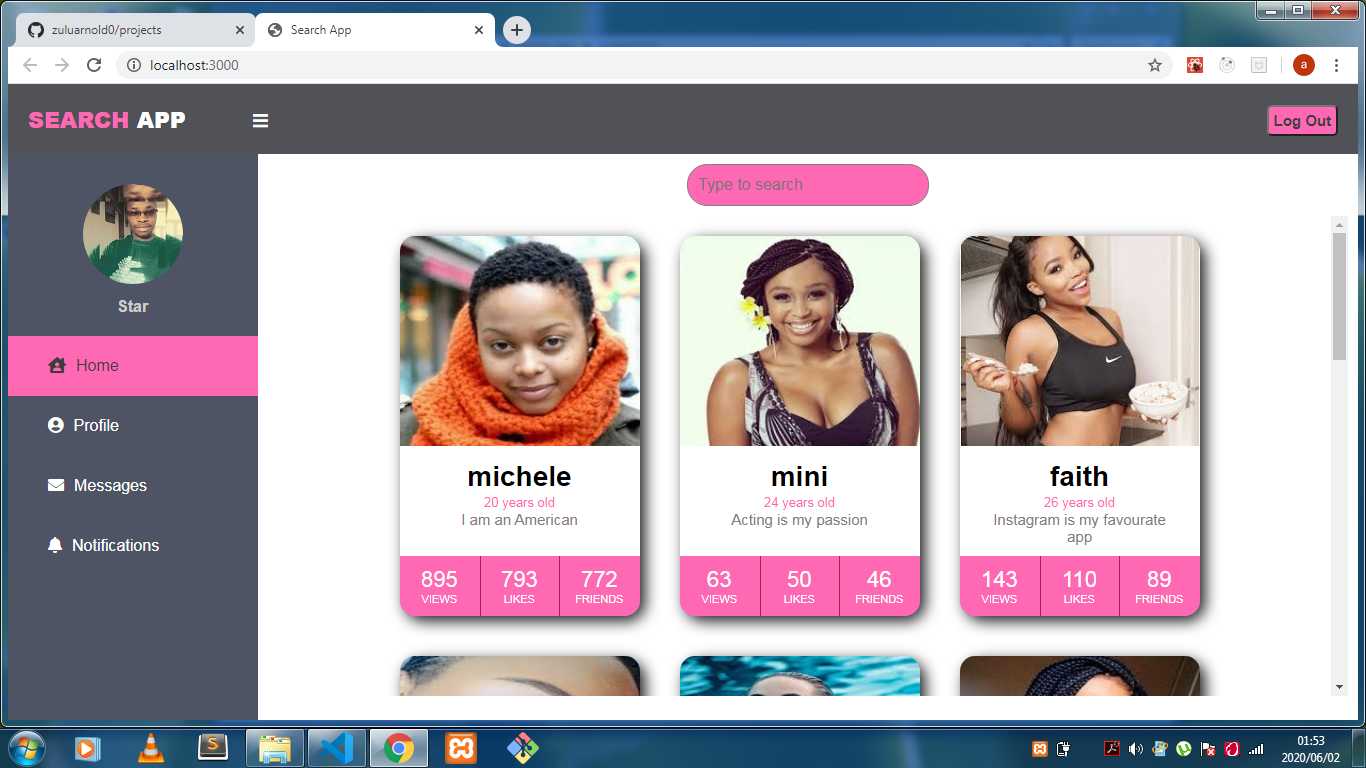 zuluarnold0/projects
Search App
localhost:3000
a
SEARCH APP
Log Out
Star
Home
Profile
Messages
Notifications
Type to search
michele
20 years old
I am an American
895 793 772
VIEWS LIKES FRIENDS
mini
24 years old
Acting is my passion
63 50 46
VIEWS LIKES FRIENDS
faith
26 years old
Instagram is my favourate
app
143 110 89
VIEWS LIKES FRIENDS
S
01:53
2020/06/02